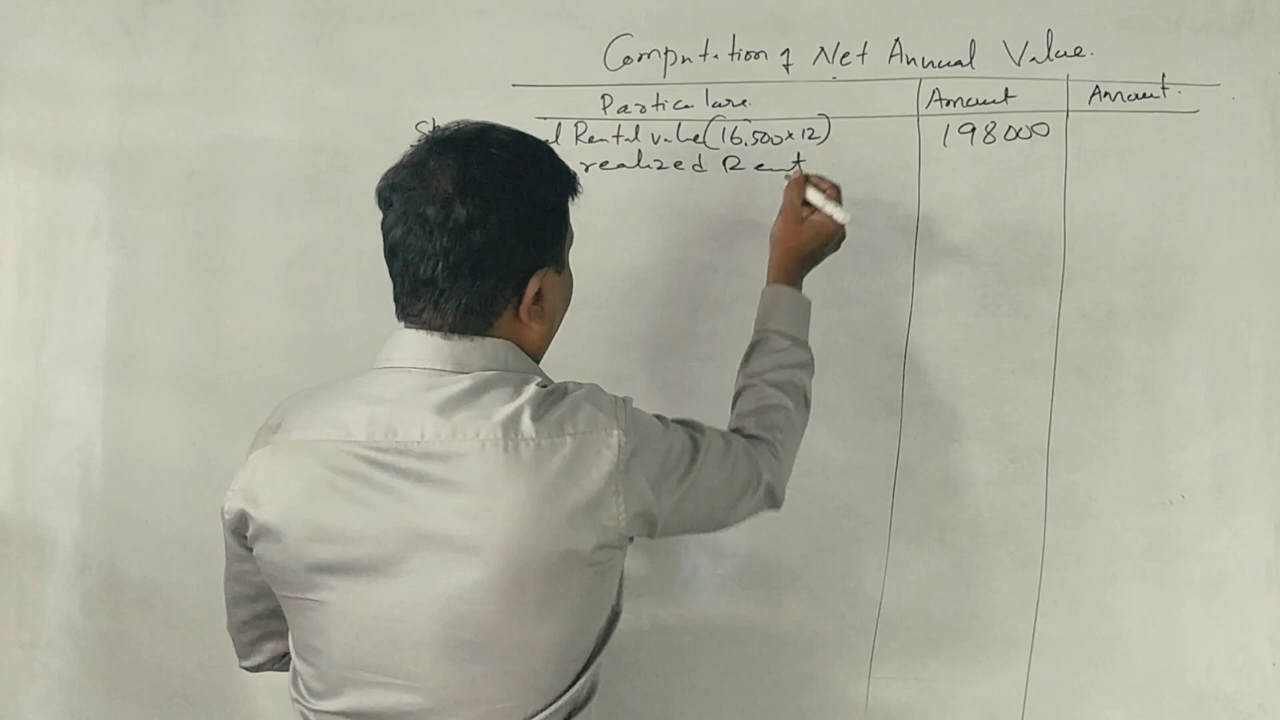 Computation of Net Annual Value.
Particulars. Amount Amount.
Rental value (16,500×12) 198000
realized Rent